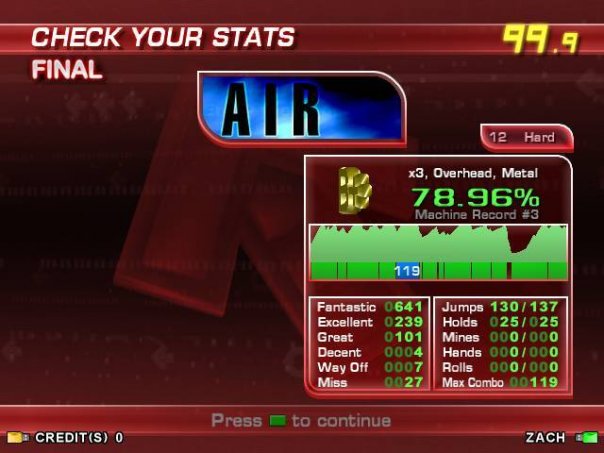 CHECK YOUR STATS
99.9
FINAL
AIR
12 Hard
B
x3, Overhead, Metal
78.96%
Machine Record #3
119
Fantastic 0641
Excellent 0239
Great 0101
Decent 0004
Way Off 0007
Miss 0027
Jumps 130/137
Holds 025/025
Mines 000/000
Hands 000/000
Rolls 000/000
Max Combo 00119
Press to continue
CREDIT(S) 0
ZACH